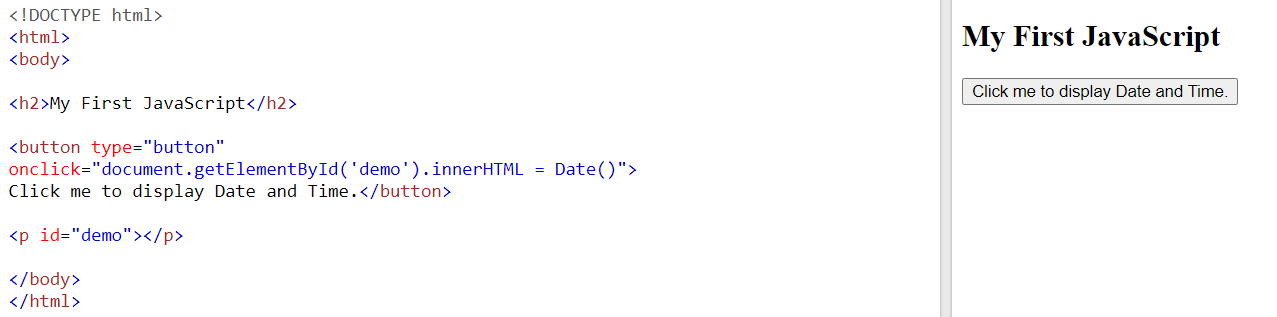 <!DOCTYPE html>
<html>
<body>
<h2>My First JavaScript</h2>
<button type="button"
onclick="document.getElementById('demo').innerHTML = Date()">
Click me to display Date and Time.</button>
<p id="demo"></p>
</body>
</html>
My First JavaScript
Click me to display Date and Time.